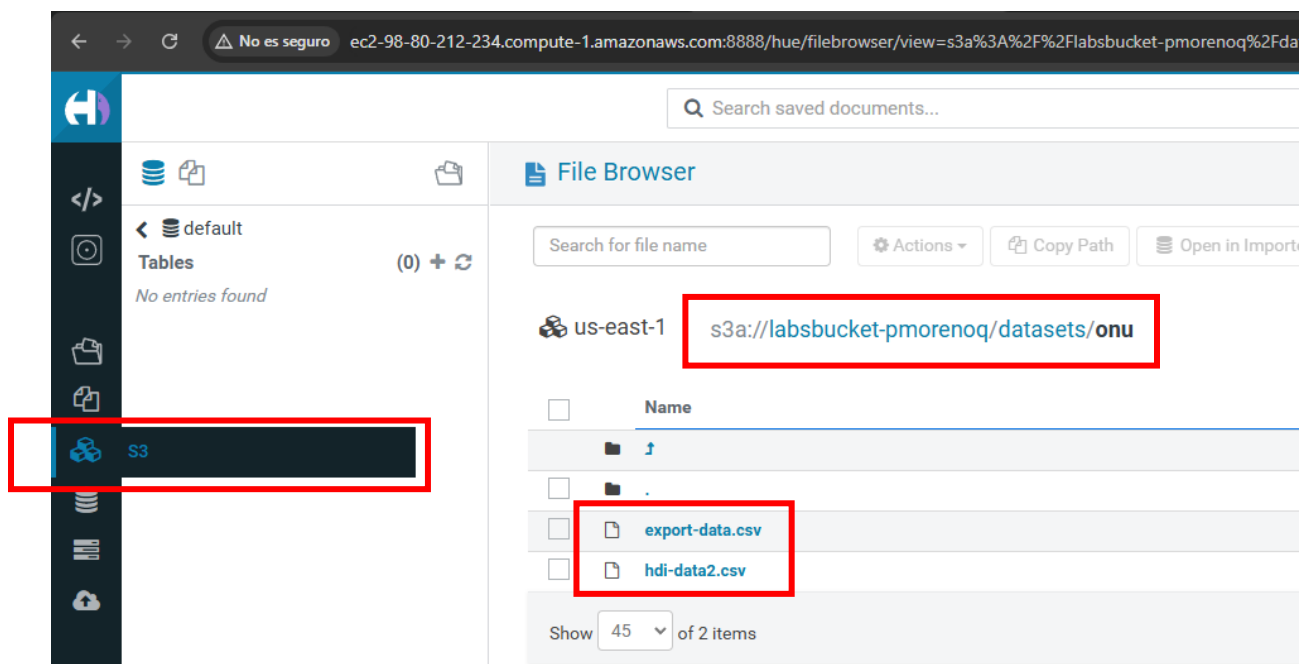 No es seguro ec2-98-80-212-234.compute-1.amazonaws.com:8888/hue/filebrowser/view=s3a%3A%2F%2Flabsbucket-pmorenoq%2Fda
Search saved documents...
File Browser
default
Tables (0)
No entries found
Search for file name Actions Copy Path Open in Importe
us-east-1 s3a://labsbucket-pmorenoq/datasets/onu
Name
S3
.
export-data.csv
hdi-data2.csv
Show 45 of 2 items